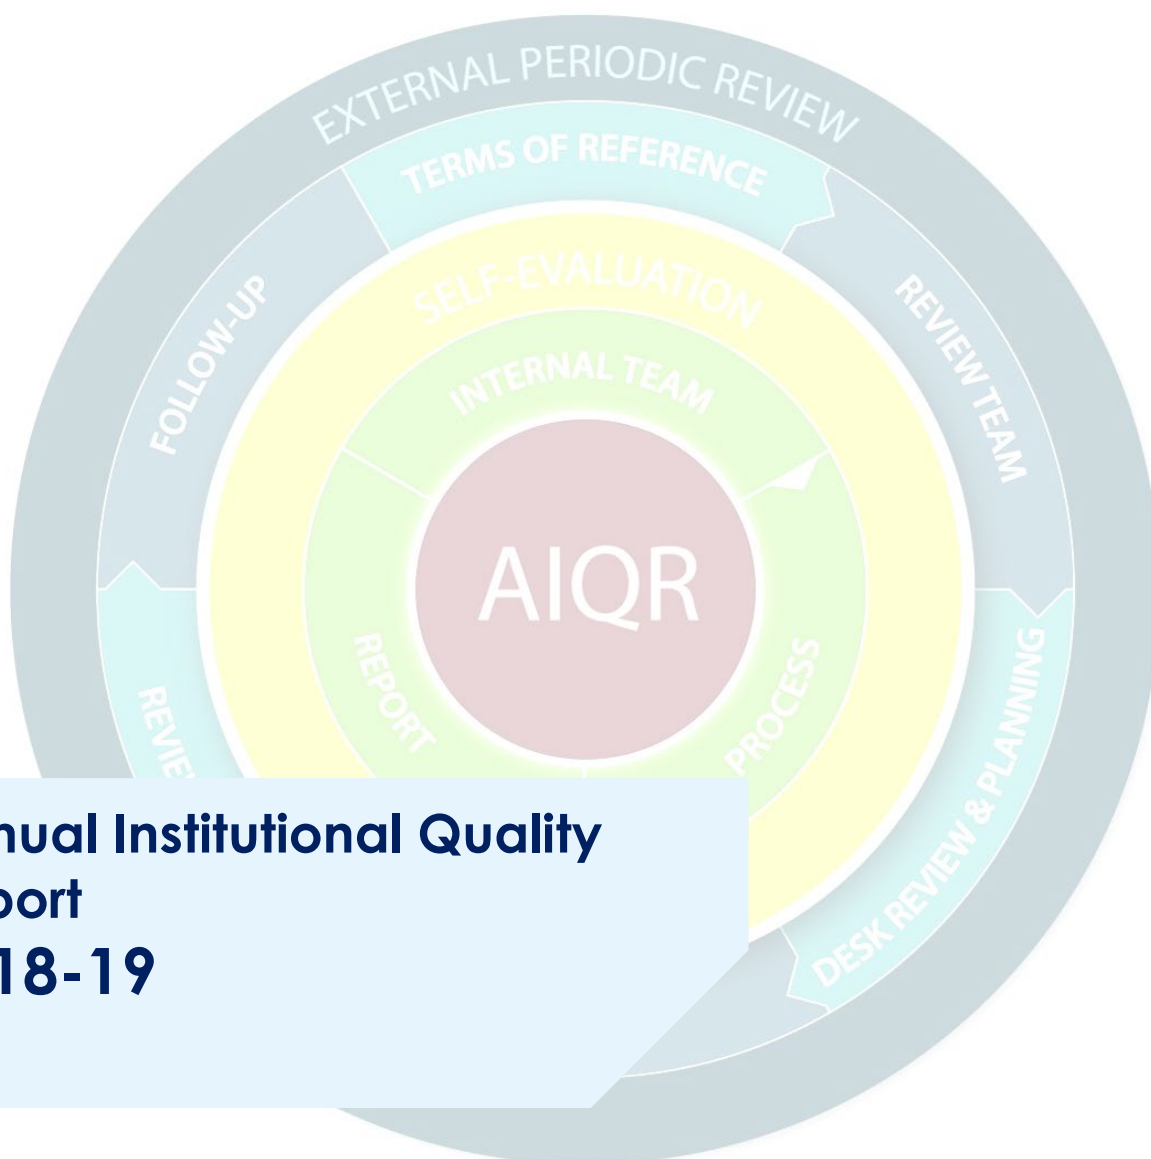 EXTERNAL PERIODIC REVIEW
TERMS OF REFERENCE
FOLLOW-UP
SELF-EVALUATION
REVIEW TEAM
INTERNAL TEAM
AIQR
REPORT
PROCESS
DESK REVIEW & PLANNING
nual Institutional Quality
port
18-19